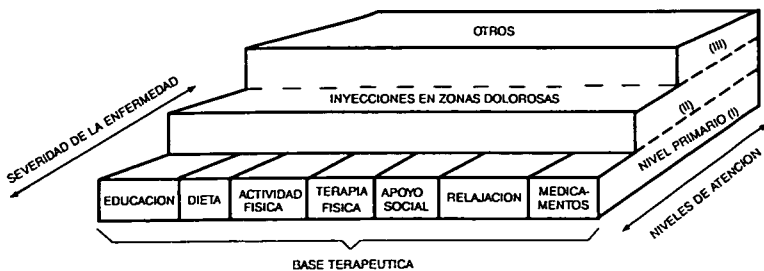 OTROS
(III)
SEVERIDAD DE LA ENFERMEDAD
INYECCIONES EN ZONAS DOLOROSAS
(II)
NIVEL PRIMARIO (I)
EDUCACION
DIETA
ACTIVIDAD
FISICA
TERAPIA
FISICA
APOYO
SOCIAL
RELAJACION
MEDICA-
MENTOS
NIVELES DE ATENCION
BASE TERAPEUTICA